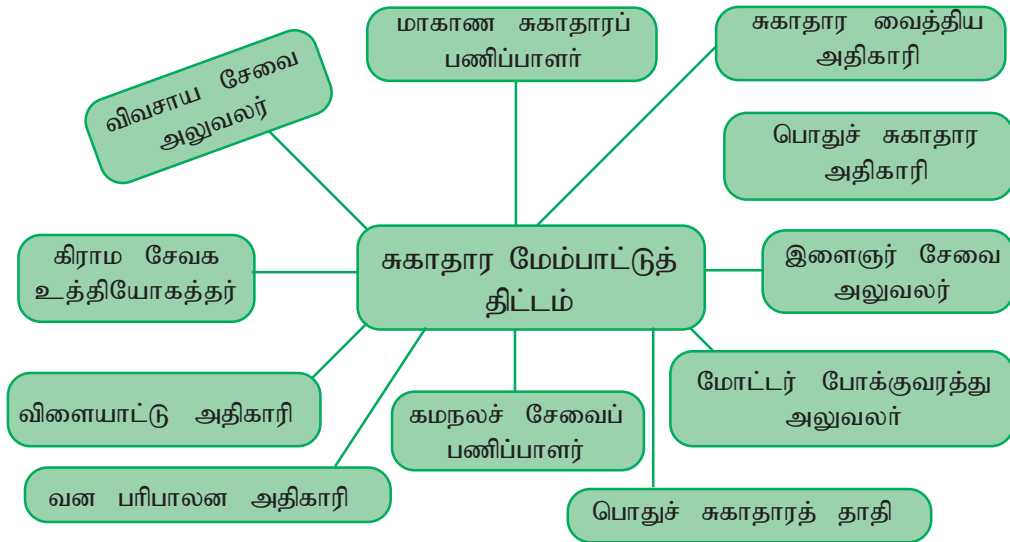 மாகாண சுகாதாரப்
பணிப்பாளர்
சுகாதார வைத்திய
அதிகாரி
விவசாய சேவை
அலுவலர்
பொதுச் சுகாதார
அதிகாரி
சுகாதார மேம்பாட்டுத்
திட்டம்
கிராம சேவக
உத்தியோகத்தர்
இளைஞர் சேவை
அலுவலர்
விளையாட்டு அதிகாரி
கமநலச் சேவைப்
பணிப்பாளர்
மோட்டர் போக்குவரத்து
அலுவலர்
வன பரிபாலன அதிகாரி
பொதுச் சுகாதாரத் தாதி